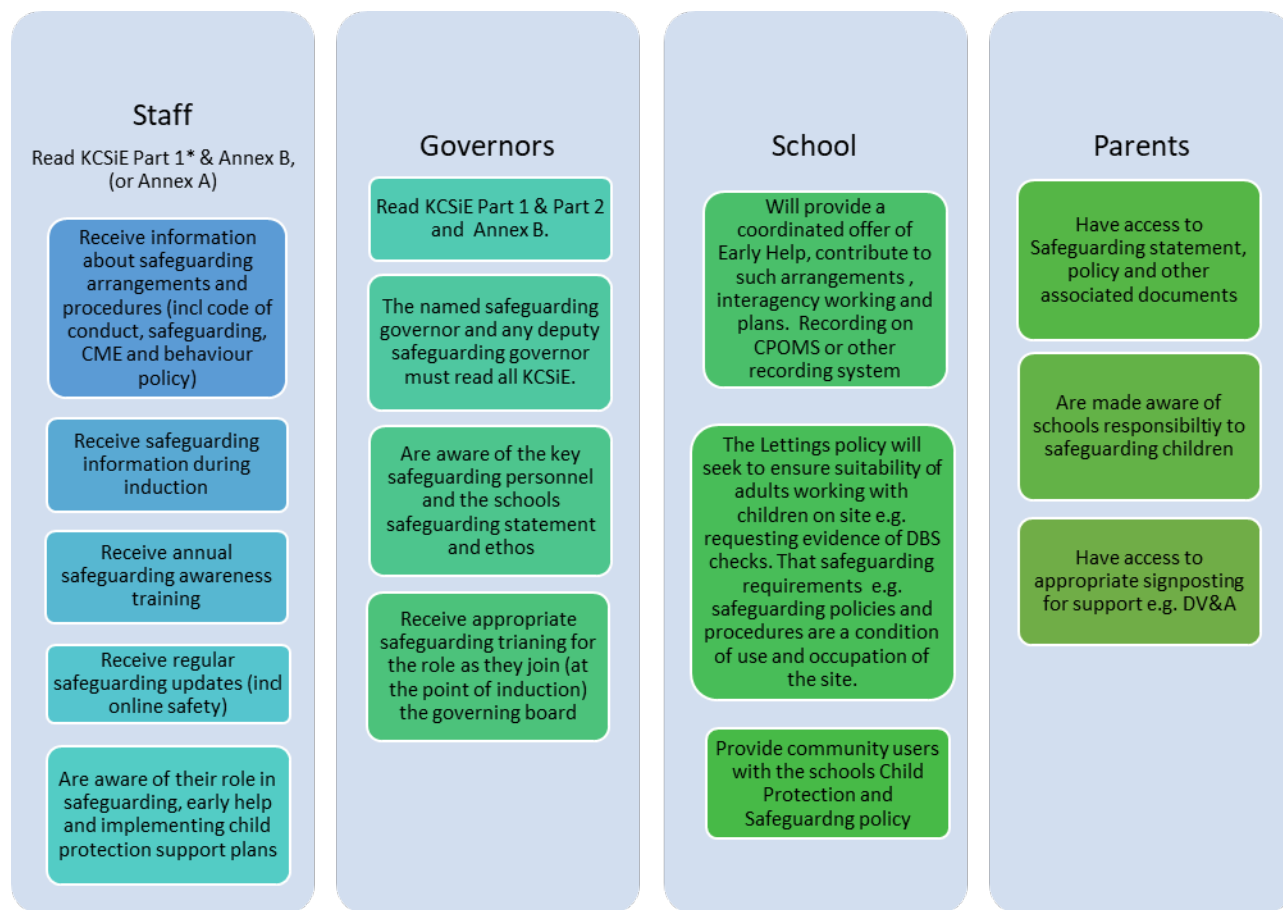 Staff
Read KCSiE Part 1* & Annex B,
(or Annex A)
Receive information
about safeguarding
arrangements and
procedures (incl code of
conduct, safeguarding,
CME and behaviour
policy)
Receive safeguarding
information during
induction
Receive annual
safeguarding awareness
training
Receive regular
safeguarding updates (incl
online safety)
Are aware of their role in
safeguarding, early help
and implementing child
protection support plans
Governors
Read KCSiE Part 1 & Part 2
and Annex B.
The named safeguarding
governor and any deputy
safeguarding governor
must read all KCSiE.
Are aware of the key
safeguarding personnel
and the schools
safeguarding statement
and ethos
Receive appropriate
safeguarding trianing for
the role as they join (at
the point of induction)
the governing board
School
Will provide a
coordinated offer of
Early Help, contribute to
such arrangements ,
interagency working and
plans. Recording on
CPOMS or other
recording system
The Lettings policy will
seek to ensure suitability of
adults working with
children on site e.g.
requesting evidence of DBS
checks. That safeguarding
requirements e.g.
safeguarding policies and
procedures are a condition
of use and occupation of
the site.
Provide community users
with the schools Child
Protection and
Safeguardng policy
Parents
Have access to
Safeguarding statement,
policy and other
associated documents
Are made aware of
schools responsibiltiy to
safeguarding children
Have access to
appropriate signposting
for support e.g. DV&A